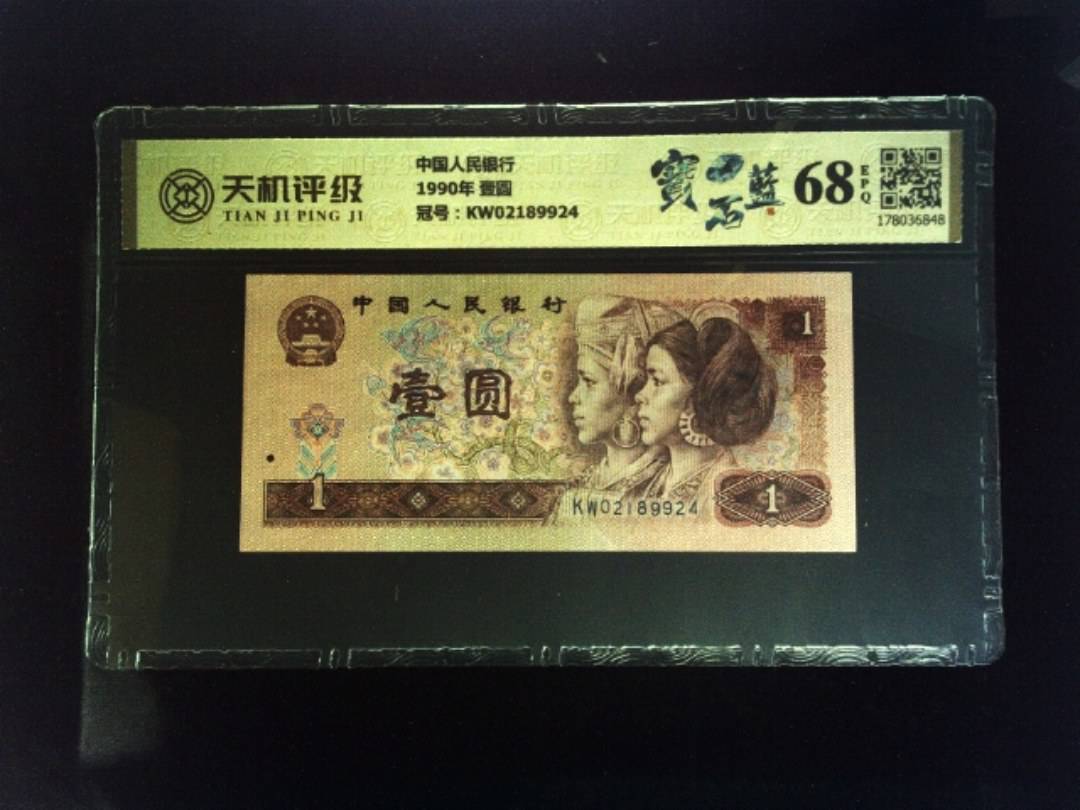 天机评级
TIAN JI PING JI
中国人民银行
1990年 壹圆
冠号：KW02189924
寶石藍
68
EPQ
178036848
中國人民银行
1
壹圆
1
KW02189924
1